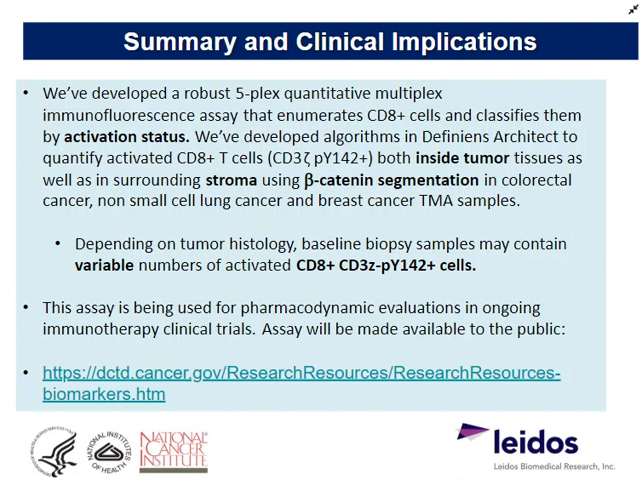 Summary and Clinical Implications
• We've developed a robust 5-plex quantitative multiplex
immunofluorescence assay that enumerates CD8+ cells and classifies them
by activation status. We've developed algorithms in Definiens Architect to
quantify activated CD8+ T cells (CD3ζ pY142+) both inside tumor tissues as
well as in surrounding stroma using β-catenin segmentation in colorectal
cancer, non small cell lung cancer and breast cancer TMA samples.
• Depending on tumor histology, baseline biopsy samples may contain
variable numbers of activated CD8+ CD3z-pY142+ cells.
• This assay is being used for pharmacodynamic evaluations in ongoing
immunotherapy clinical trials. Assay will be made available to the public:
• https://dctd.cancer.gov/ResearchResources/ResearchResources-
biomarkers.htm
NATIONAL INSTITUTES
OF HEALTH
NATIONAL
CANCER
INSTITUTE
leidos
Leidos Biomedical Research, Inc.